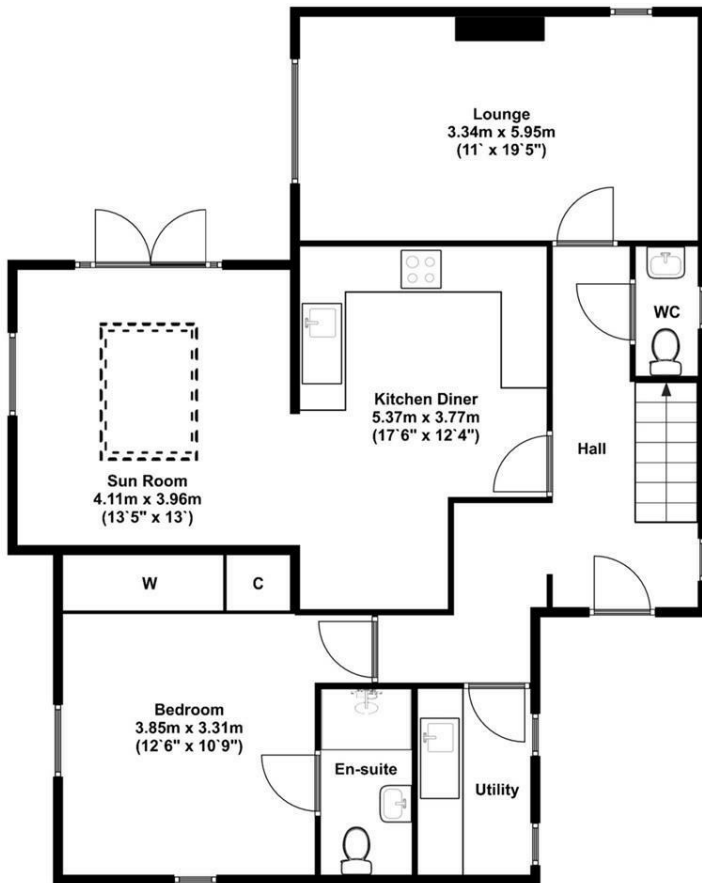 Lounge
3.34m x 5.95m
(11` x 19`5")
WC
Kitchen Diner
5.37m x 3.77m
(17`6" x 12`4")
Hall
Sun Room
4.11m x 3.96m
(13`5" x 13`)
W
C
Bedroom
3.85m x 3.31m
(12`6" x 10`9")
En-suite
Utility